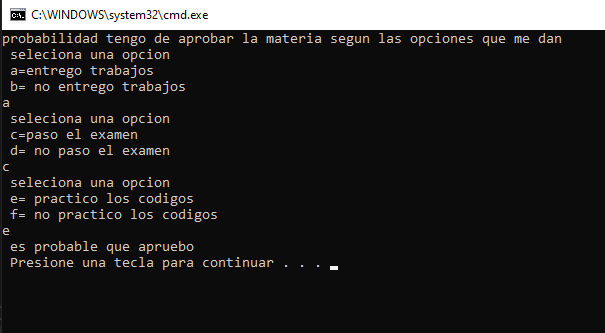 C:\WINDOWS\system32\cmd.exe
probabilidad tengo de aprobar la materia segun las opciones que me dan
seleciona una opcion
a=entrego trabajos
b= no entrego trabajos
a
seleciona una opcion
c=paso el examen
d= no paso el examen
c
seleciona una opcion
e= practico los codigos
f= no practico los codigos
e
es probable que apruebo
Presione una tecla para continuar . . .